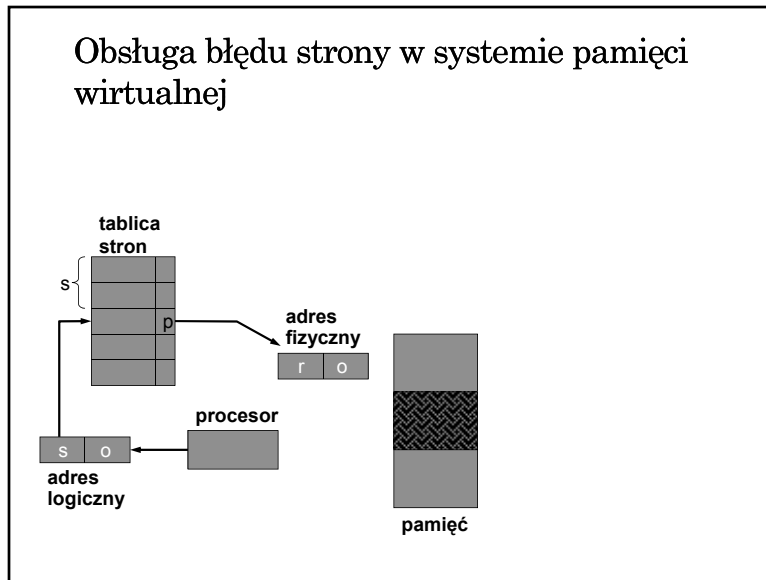 Obsługa błędu strony w systemie pamięci
wirtualnej
tablica
stron
s
p
adres
fizyczny
r o
procesor
s o
adres
logiczny
pamięć